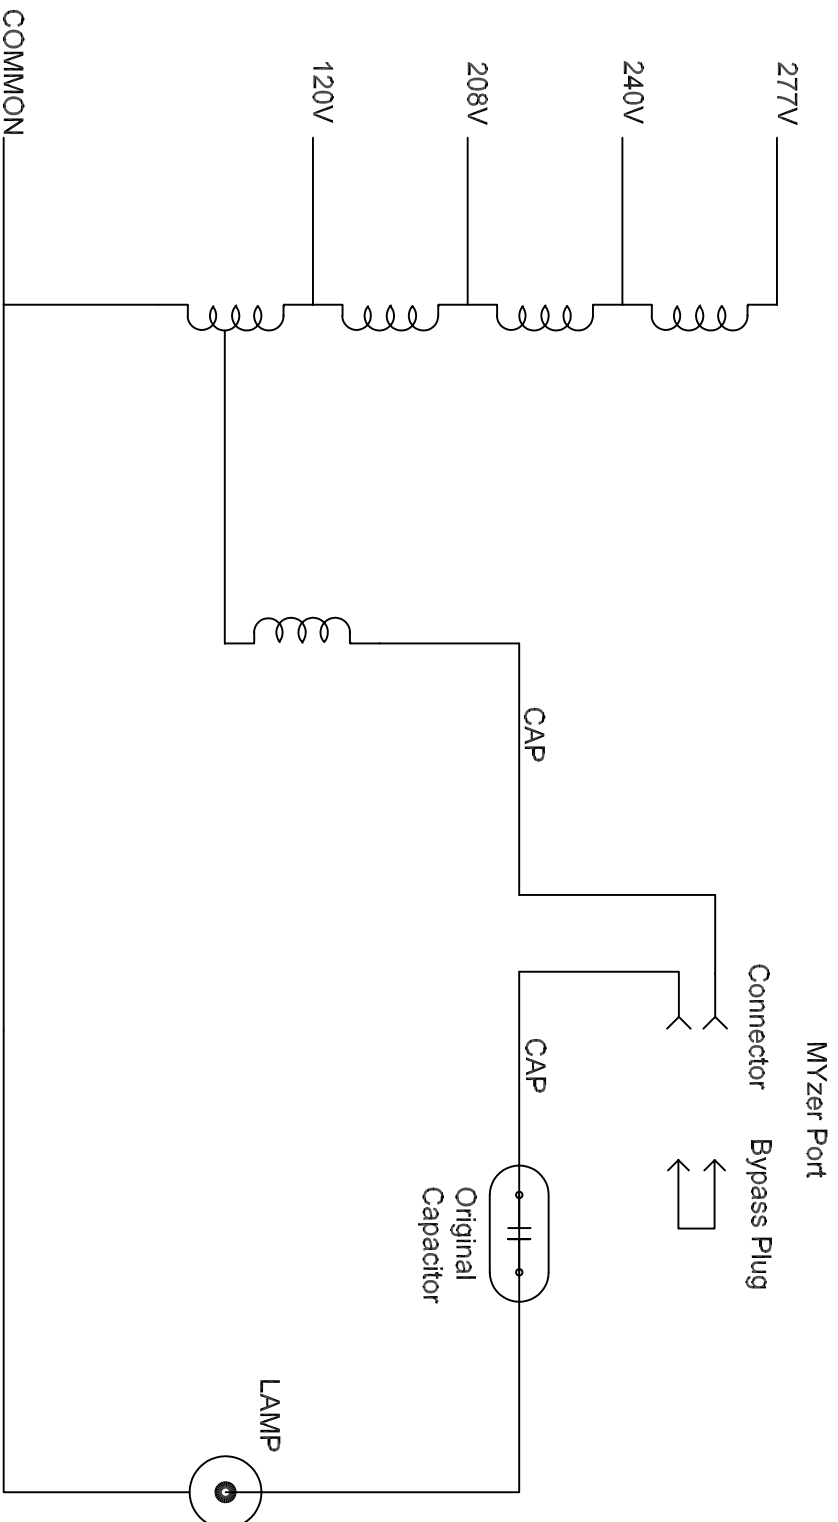 MYzer Port
Connector
Bypass Plug
277V
240V
208V
120V
COMMON
CAP
CAP
Original
Capacitor
LAMP